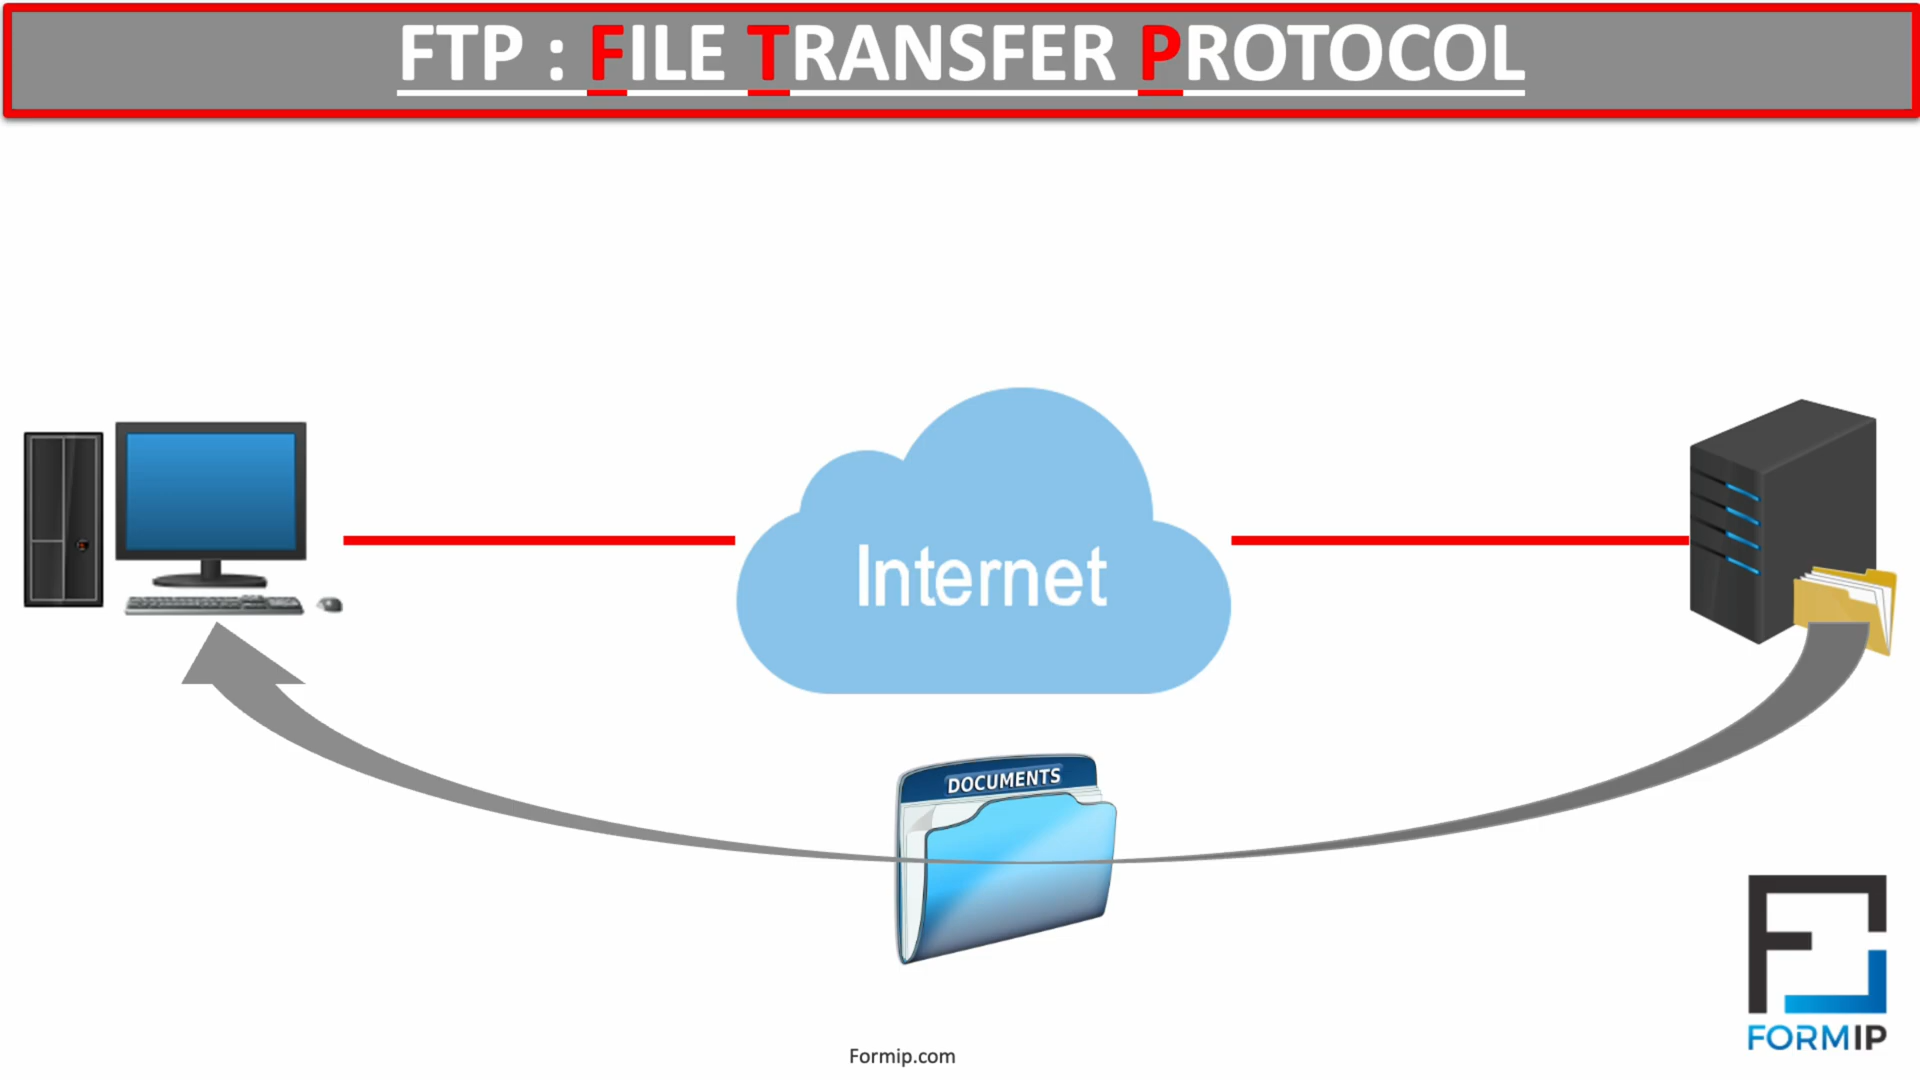 FTP : FILE TRANSFER PROTOCOL
Internet
DOCUMENTS
FORMIP
Formip.com